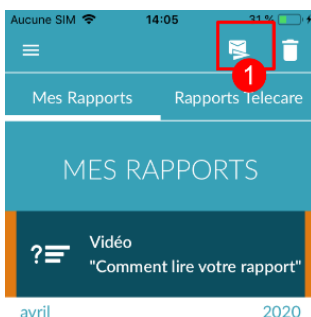 Aucune SIM 14:05 31 %
1
Mes Rapports Rapports Telecare
MES RAPPORTS
?
Vidéo
"Comment lire votre rapport"
avril 2020